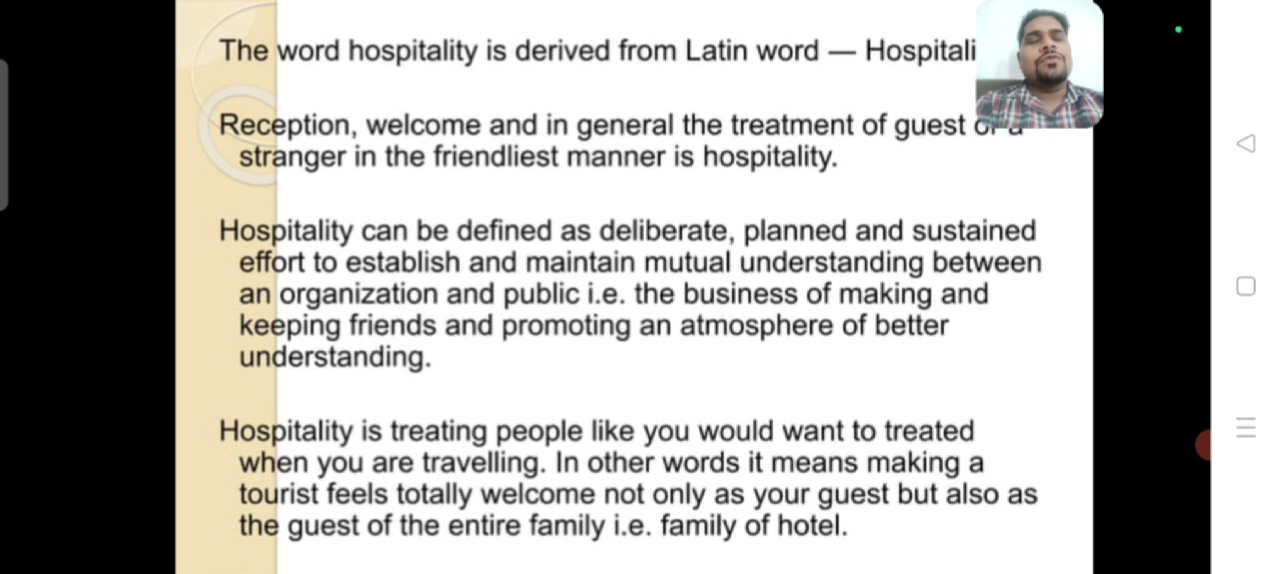 The word hospitality is derived from Latin word — Hospitali
Reception, welcome and in general the treatment of guest or a
stranger in the friendliest manner is hospitality.
Hospitality can be defined as deliberate, planned and sustained
effort to establish and maintain mutual understanding between
an organization and public i.e. the business of making and
keeping friends and promoting an atmosphere of better
understanding.
Hospitality is treating people like you would want to treated
when you are travelling. In other words it means making a
tourist feels totally welcome not only as your guest but also as
the guest of the entire family i.e. family of hotel.